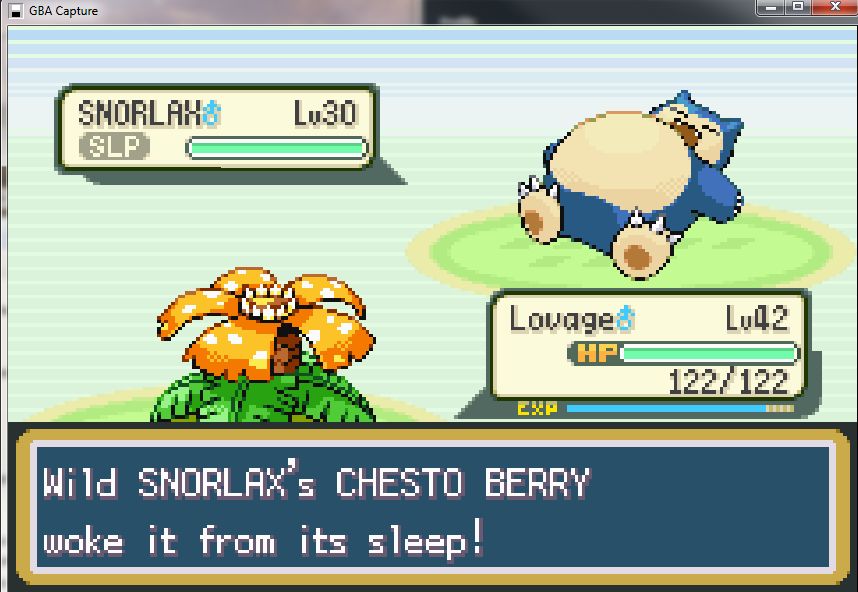 GBA Capture
SNORLAX♂ Lv30
SLP
Lovage♂ Lv42
HP
122/122
EXP
Wild SNORLAX's CHESTO BERRY
woke it from its sleep!